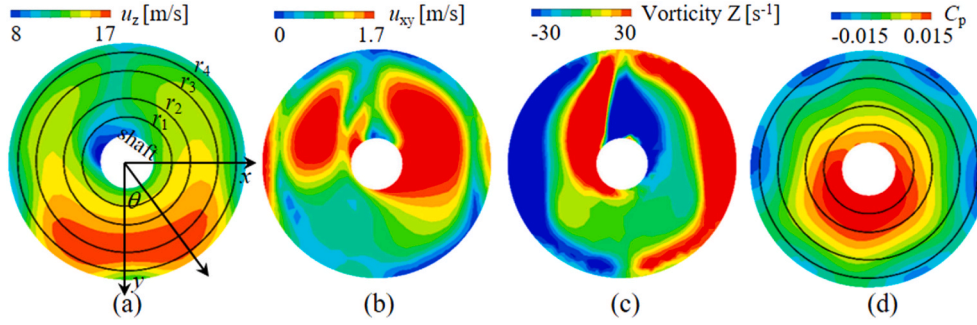 u_z [m/s]
8 17
u_xy [m/s]
0 1.7
Vorticity Z [s⁻¹]
-30 30
C_p
-0.015 0.015
r_4
r_3
r_2
r_1
shaft
x
θ
y
(a) (b) (c) (d)